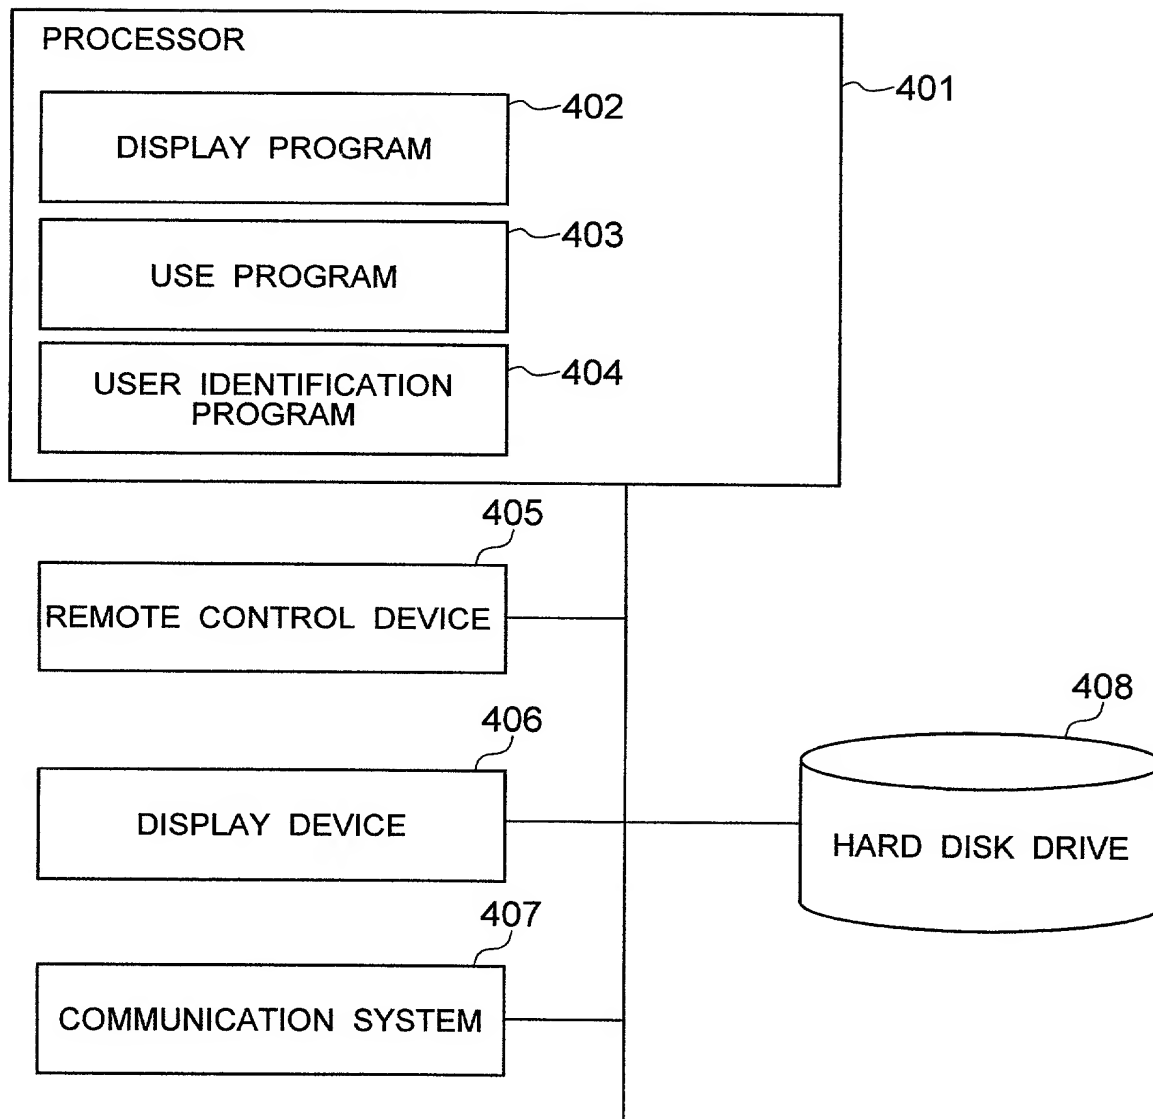 PROCESSOR
401
402
DISPLAY PROGRAM
403
USE PROGRAM
404
USER IDENTIFICATION
PROGRAM
405
REMOTE CONTROL DEVICE
406
DISPLAY DEVICE
407
COMMUNICATION SYSTEM
408
HARD DISK DRIVE